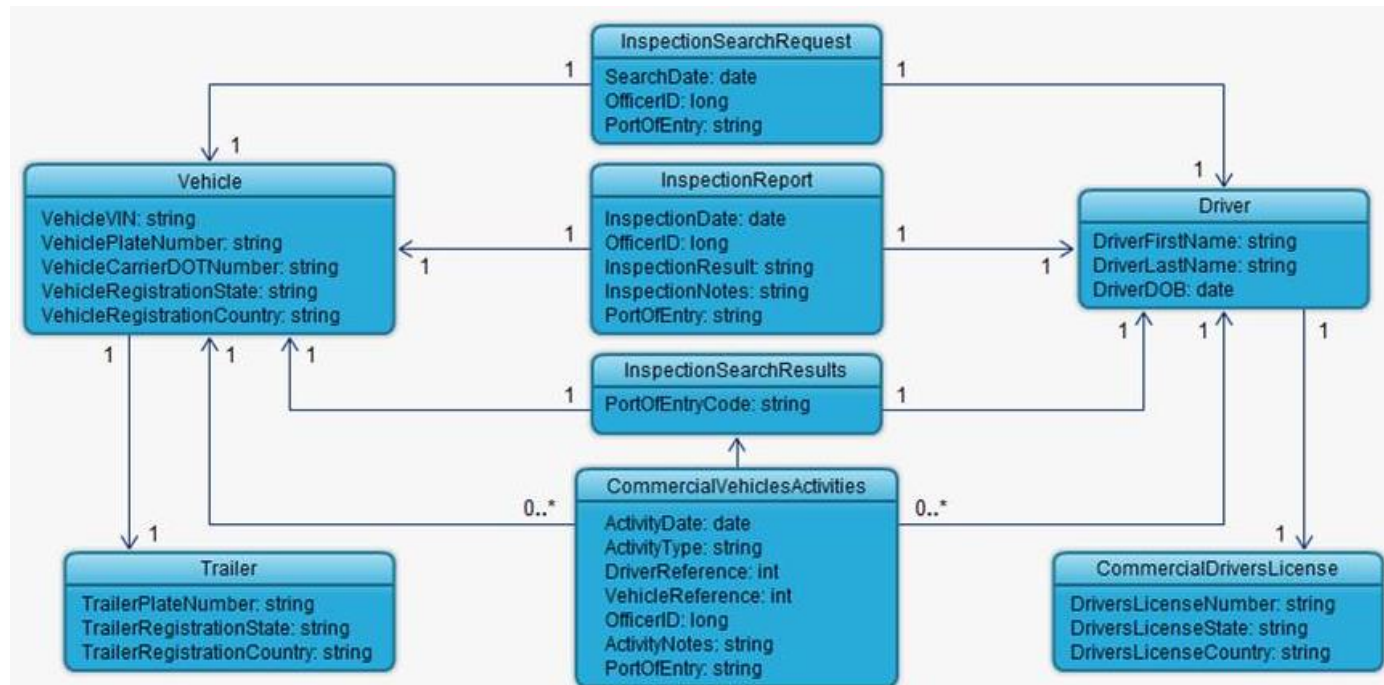 InspectionSearchRequest
SearchDate: date
OfficerID: long
PortOfEntry: string
1
1
1
1
Vehicle
VehicleVIN: string
VehiclePlateNumber: string
VehicleCarrierDOTNumber: string
VehicleRegistrationState: string
VehicleRegistrationCountry: string
InspectionReport
InspectionDate: date
OfficerID: long
InspectionResult: string
InspectionNotes: string
PortOfEntry: string
1
1
1
1
Driver
DriverFirstName: string
DriverLastName: string
DriverDOB: date
1
1
1
1
1
1
InspectionSearchResults
PortOfEntryCode: string
1
1
CommercialVehiclesActivities
ActivityDate: date
ActivityType: string
DriverReference: int
VehicleReference: int
OfficerID: long
ActivityNotes: string
PortOfEntry: string
0..*
0..*
1
1
Trailer
TrailerPlateNumber: string
TrailerRegistrationState: string
TrailerRegistrationCountry: string
CommercialDriversLicense
DriversLicenseNumber: string
DriversLicenseState: string
DriversLicenseCountry: string